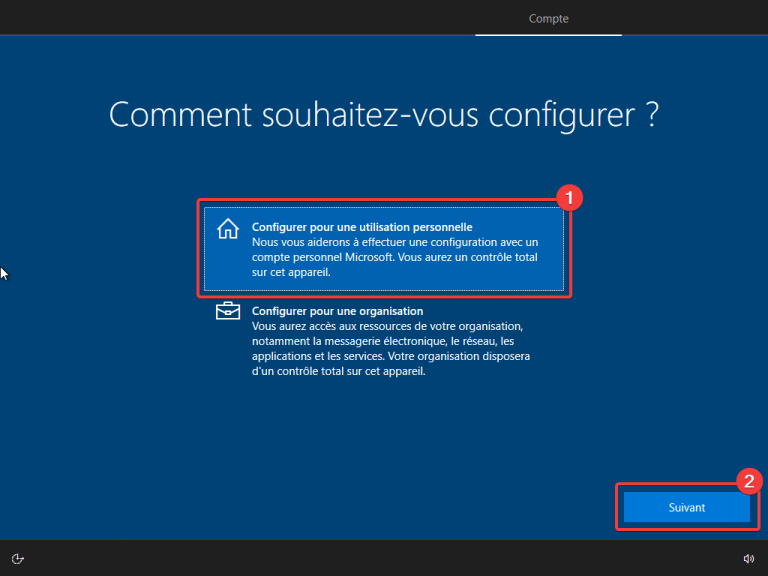 Compte
Comment souhaitez-vous configurer ?
1
Configurer pour une utilisation personnelle
Nous vous aiderons à effectuer une configuration avec un
compte personnel Microsoft. Vous aurez un contrôle total
sur cet appareil.
Configurer pour une organisation
Vous aurez accès aux ressources de votre organisation,
notamment la messagerie électronique, le réseau, les
applications et les services. Votre organisation disposera
d'un contrôle total sur cet appareil.
2
Suivant